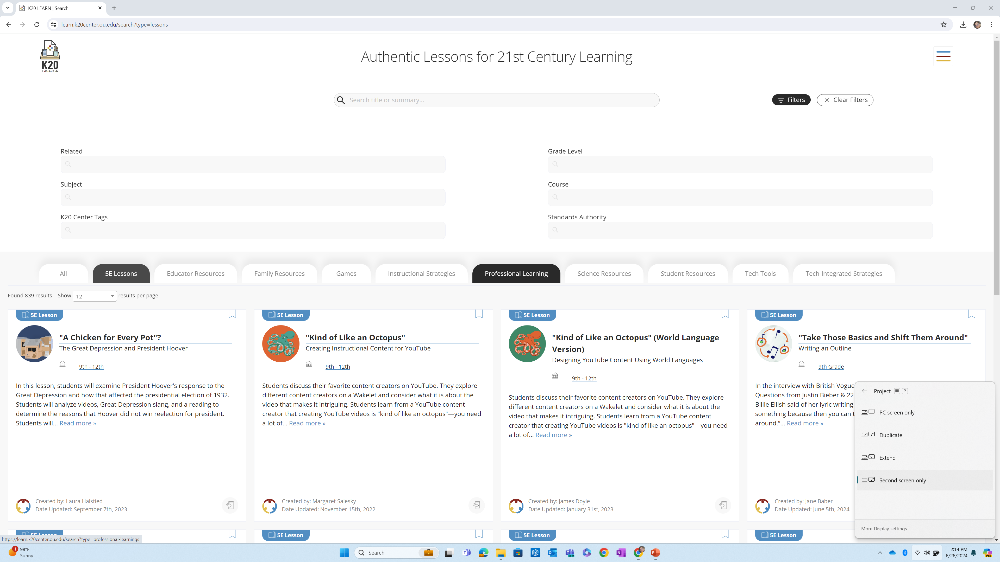 K20 LEARN | Search
learn.k20center.ou.edu/search?type=lessons
K20
L•E•A•R•N
Authentic Lessons for 21st Century Learning
Search title or summary...
Filters
Clear Filters
Related
Grade Level
Subject
Course
K20 Center Tags
Standards Authority
All
5E Lessons
Educator Resources
Family Resources
Games
Instructional Strategies
Professional Learning
Science Resources
Student Resources
Tech Tools
Tech-Integrated Strategies
Found 839 results | Show 12 results per page
5E Lesson
"A Chicken for Every Pot"?
The Great Depression and President Hoover
9th - 12th
In this lesson, students will examine President Hoover's response to the
Great Depression and how that affected the presidential election of 1932.
Students will analyze videos, Great Depression slang, and a reading to
determine the reasons that Hoover did not win reelection for president.
Students will... Read more »
Created by: Laura Halstied
Date Updated: September 7th, 2023
5E Lesson
"Kind of Like an Octopus"
Creating Instructional Content for YouTube
9th - 12th
Students discuss their favorite content creators on YouTube. They explore
different content creators on a Wakelet and consider what it is about the
video that makes it intriguing. Students learn from a YouTube content
creator that creating YouTube videos is "kind of like an octopus"—you need
a lot of... Read more »
Created by: Margaret Salesky
Date Updated: November 15th, 2022
5E Lesson
"Kind of Like an Octopus" (World Language
Version)
Designing YouTube Content Using World Languages
9th - 12th
Students discuss their favorite content creators on YouTube. They explore
different content creators on a Wakelet and consider what it is about the
video that makes it intriguing. Students learn from a YouTube content
creator that creating YouTube videos is "kind of like an octopus"—you need
a lot of... Read more »
Created by: James Doyle
Date Updated: January 31st, 2023
5E Lesson
"Take Those Basics and Shift Them Around"
Writing an Outline
9th Grade
In the interview with British Vogue
Questions from Justin Bieber & 22
Billie Eilish said of her lyric writing
something because then you can t
around.”... Read more »
Created by: Jane Baber
Date Updated: June 5th, 2024
Project P
PC screen only
Duplicate
Extend
Second screen only
More Display settings
5E Lesson
5E Lesson
5E Lesson
5E Lesson
https://learn.k20center.ou.edu/search?type=professional-learnings
1
98°F
Sunny
Search
NEW
2:14 PM
6/26/2024
PRE